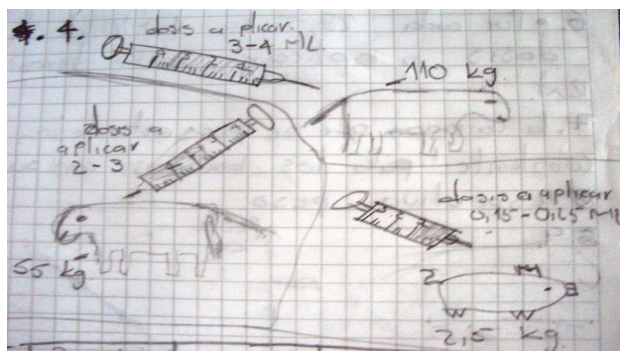 4.
dosis a aplicar.
3-4 ML.
110 kg.
dosis a
aplicar
2-3
55 kg
dosis a aplicar
0,15-0,25 ML
2,5 kg.